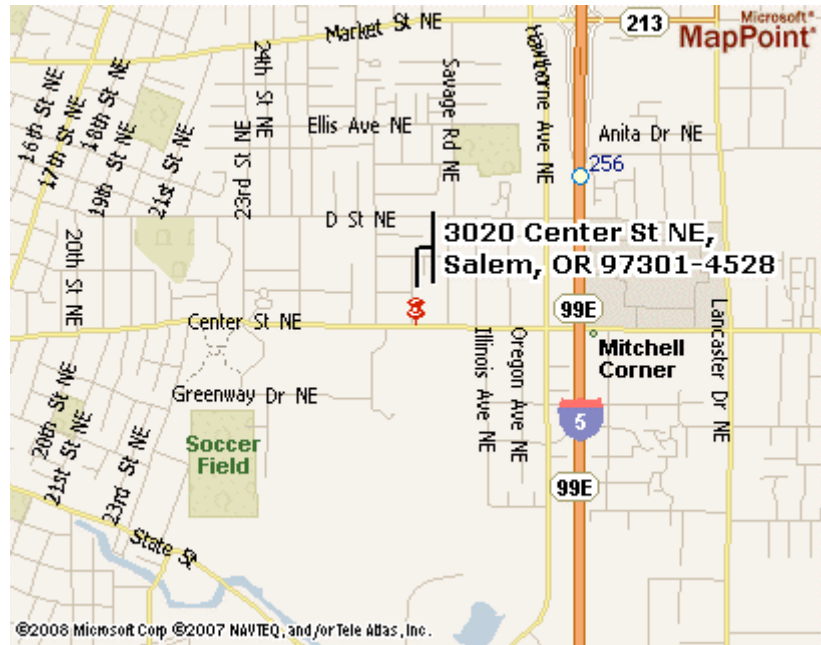 Microsoft®
MapPoint®
213
Market St NE
Hawthorne Ave NE
24th St NE
Savage Rd NE
16th St NE
17th St NE
18th St NE
19th St NE
21st St NE
23rd St NE
Ellis Ave NE
Anita Dr NE
256
D St NE
3020 Center St NE,
Salem, OR 97301-4528
20th St NE
Center St NE
99E
Mitchell
Corner
Lancaster Dr NE
Illinois Ave NE
Oregon Ave NE
Greenway Dr NE
5
20th St NE
21st St NE
23rd St NE
Soccer
Field
99E
State St
©2008 Microsoft Corp ©2007 NAVTEQ, and/or Tele Atlas, Inc.